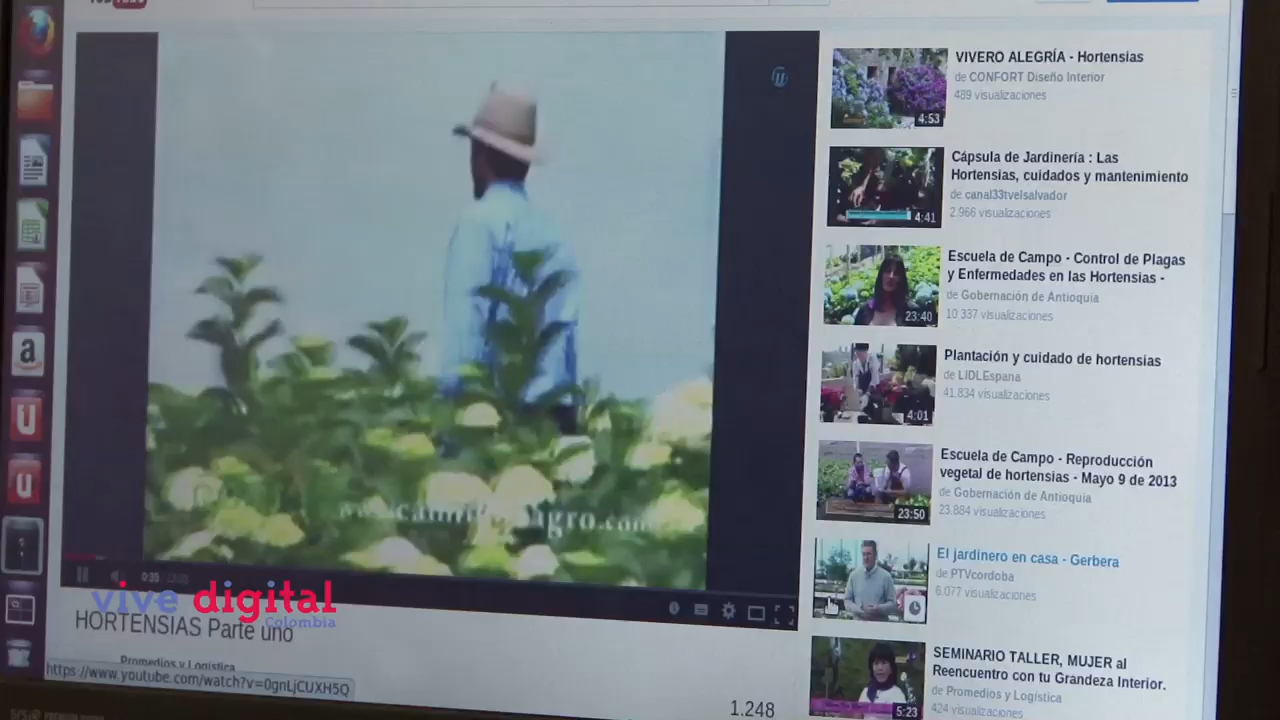 VIVERO ALEGRÍA - Hortensias
de CONFORT Diseño Interior
489 visualizaciones
4:53
Cápsula de Jardinería : Las
Hortensias, cuidados y mantenimiento
de canal33tvelsalvador
2.966 visualizaciones
4:41
Escuela de Campo - Control de Plagas
y Enfermedades en las Hortensias -
de Gobernación de Antioquia
10.337 visualizaciones
23:40
Plantación y cuidado de hortensias
de LIDLEspana
41.834 visualizaciones
4:01
Escuela de Campo - Reproducción
vegetal de hortensias - Mayo 9 de 2013
de Gobernación de Antioquia
23.884 visualizaciones
23:50
El jardinero en casa - Gerbera
de PTVcordoba
6.077 visualizaciones
SEMINARIO TALLER, MUJER al
Reencuentro con tu Grandeza Interior.
de Promedios y Logística
424 visualizaciones
5:23
0:35
vive digital
Colombia
HORTENSIAS Parte uno
Promedios y Logística
https://www.youtube.com/watch?v=0gnLjCUXH5Q
1.248